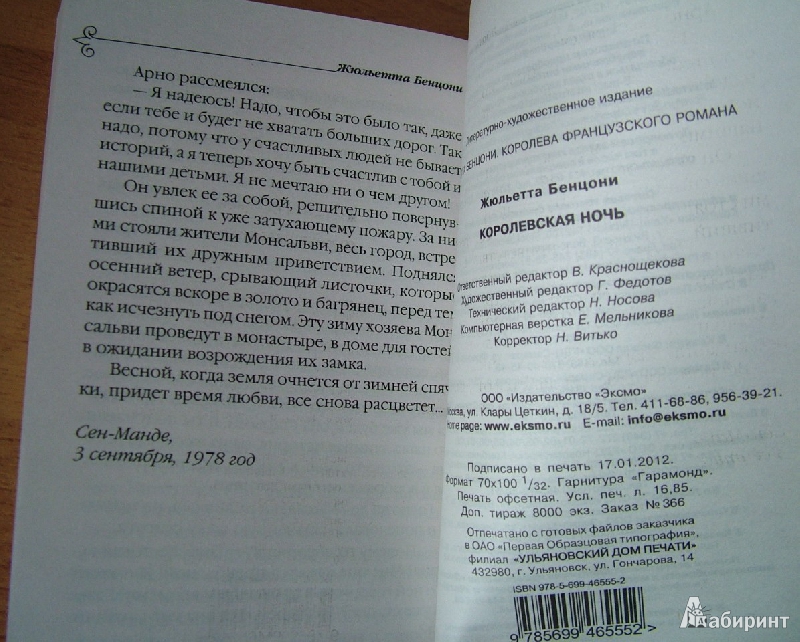 Жюльетта Бенцони
Арно рассмеялся:
— Я надеюсь! Надо, чтобы это было так, даже
если тебе и будет не хватать больших дорог. Так
надо, потому что у счастливых людей не бывает
историй, а я теперь хочу быть счастлив с тобой и
нашими детьми. Я не мечтаю ни о чем другом!
Он увлек ее за собой, решительно повернув-
шись спиной к уже затухающему пожару. За ни
ми стояли жители Монсальви, весь город, встре
тивший их дружным приветствием. Поднялся
осенний ветер, срывающий листочки, которы
окрасятся вскоре в золото и багрянец, перед тем
как исчезнуть под снегом. Эту зиму хозяева Мон
сальви проведут в монастыре, в доме для гостей
в ожидании возрождения их замка.
Весной, когда земля очнется от зимней спяч
ки, придет время любви, все снова расцветет...
Сен-Манде,
3 сентября, 1978 год
итературно-художественное издание
БЕНЦОНИ. КОРОЛЕВА ФРАНЦУЗСКОГО РОМАНА
Жюльетта Бенцони
КОРОЛЕВСКАЯ НОЧЬ
Ответственный редактор В. Краснощекова
Художественный редактор Г. Федотов
Технический редактор Н. Носова
Компьютерная верстка Е. Мельникова
Корректор Н. Витько
ООО «Издательство «Эксмо»
Москва, ул. Клары Цеткин, д. 18/5. Тел. 411-68-86, 956-39-21.
Home page: www.eksmo.ru E-mail: info@eksmo.ru
Подписано в печать 17.01.2012.
Формат 70x100 1/32. Гарнитура «Гарамонд».
Печать офсетная. Усл. печ. л. 16,85.
Доп. тираж 8000 экз. Заказ № 366
Отпечатано с готовых файлов заказчика
в ОАО «Первая Образцовая типография»,
филиал «УЛЬЯНОВСКИЙ ДОМ ПЕЧАТИ»
432980, г. Ульяновск, ул. Гончарова, 14
ISBN 978-5-699-46555-2
9 785699 465552 >
Лабиринт